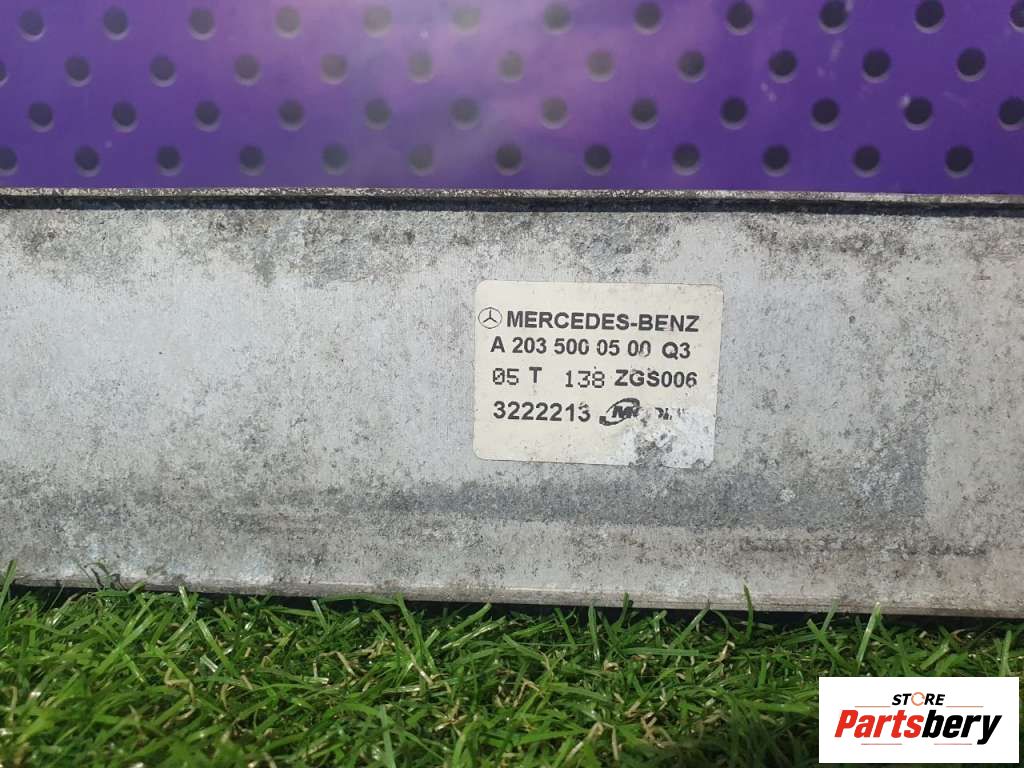 MERCEDES-BENZ
A 203 500 05 00 Q3
05 T 138 ZGS006
3222213
STORE
Partsbery